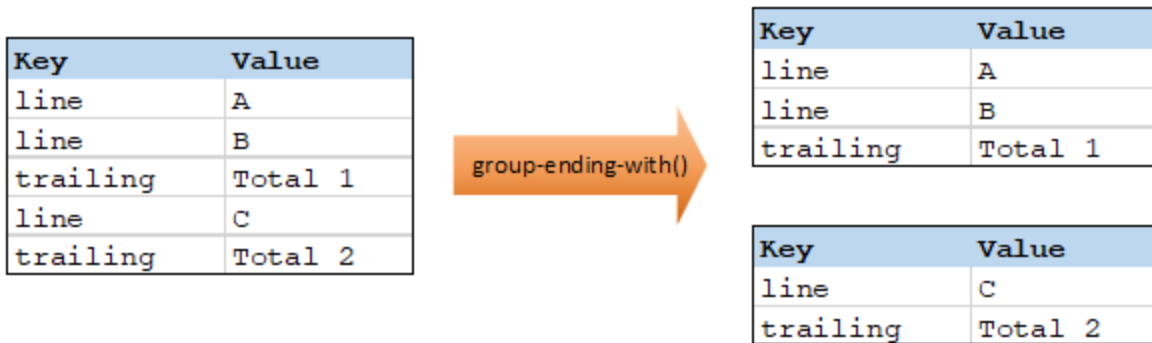 Key Value
line A
line B
trailing Total 1
line C
trailing Total 2
group-ending-with()
Key Value
line A
line B
trailing Total 1
Key Value
line C
trailing Total 2